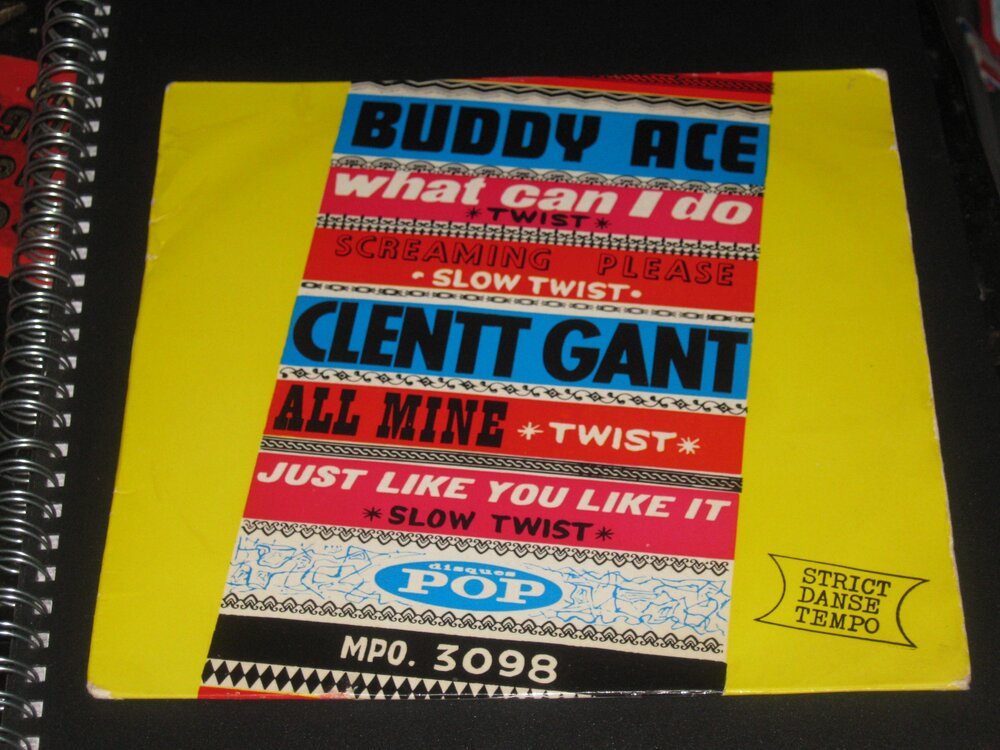 BUDDY ACE
what can I do
* TWIST *
SCREAMING PLEASE
• SLOW TWIST •
CLENTT GANT
ALL MINE * TWIST *
JUST LIKE YOU LIKE IT
* SLOW TWIST *
disques
POP
MPO. 3098
STRICT
DANSE
TEMPO